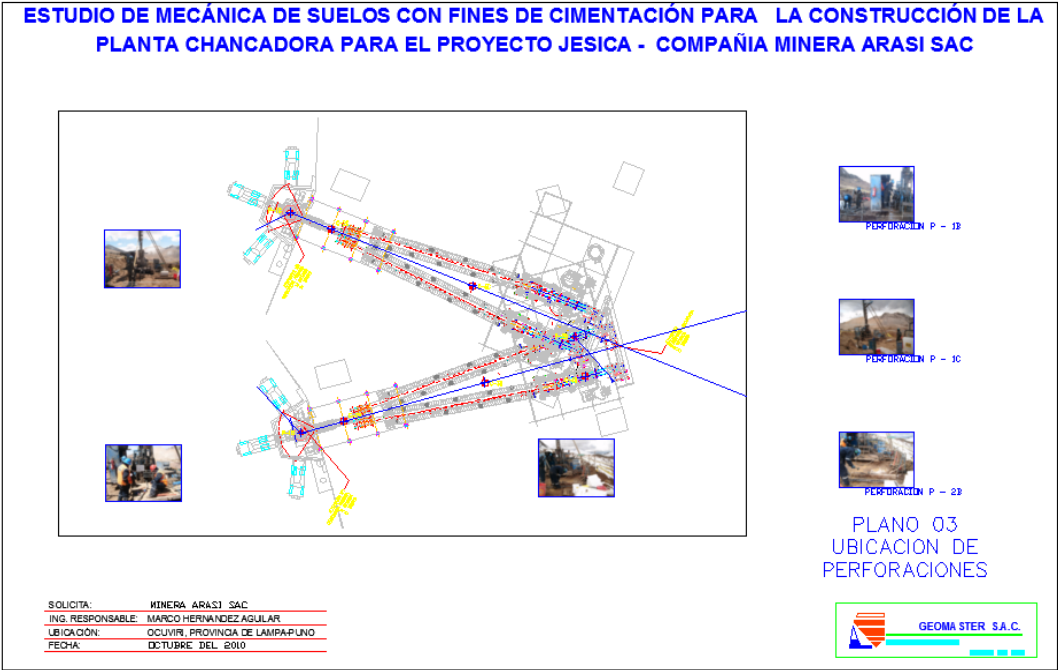 ESTUDIO DE MECÁNICA DE SUELOS CON FINES DE CIMENTACIÓN PARA LA CONSTRUCCIÓN DE LA
PLANTA CHANCADORA PARA EL PROYECTO JESICA - COMPAÑIA MINERA ARASI SAC
PERFORACION P - 1B
PERFORACION P - 1C
PERFORACION P - 2B
PLANO 03
UBICACION DE
PERFORACIONES
SOLICITA: MINERA ARASI SAC
ING. RESPONSABLE: MARCO HERNANDEZ AGUILAR
UBICACIÓN: OCUVIRI, PROVINCIA DE LAMPA-PUNO
FECHA: OCTUBRE DEL 2010
GEOMA STER S.A.C.